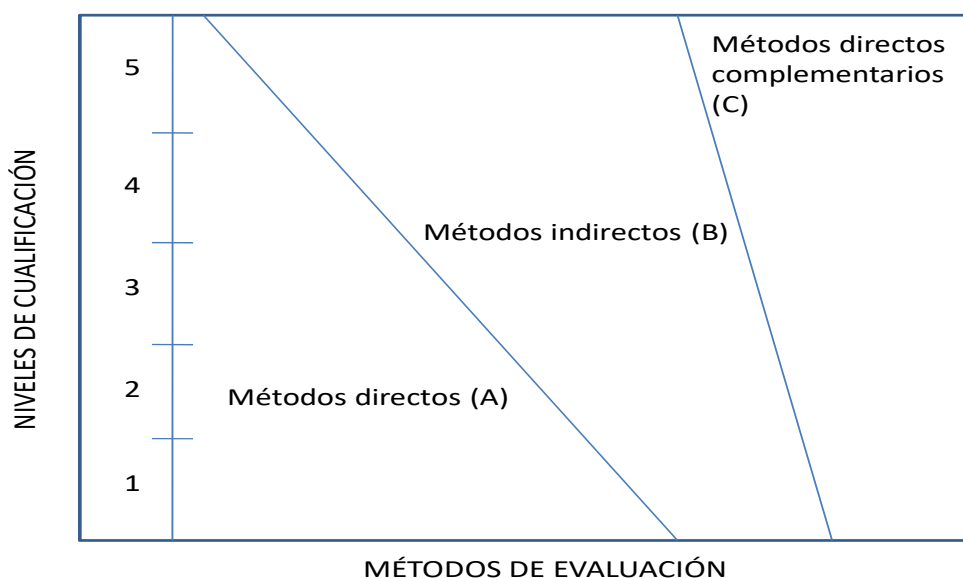 NIVELES DE CUALIFICACIÓN
5
4
3
2
1
Métodos directos
complementarios
(C)
Métodos indirectos (B)
Métodos directos (A)
MÉTODOS DE EVALUACIÓN